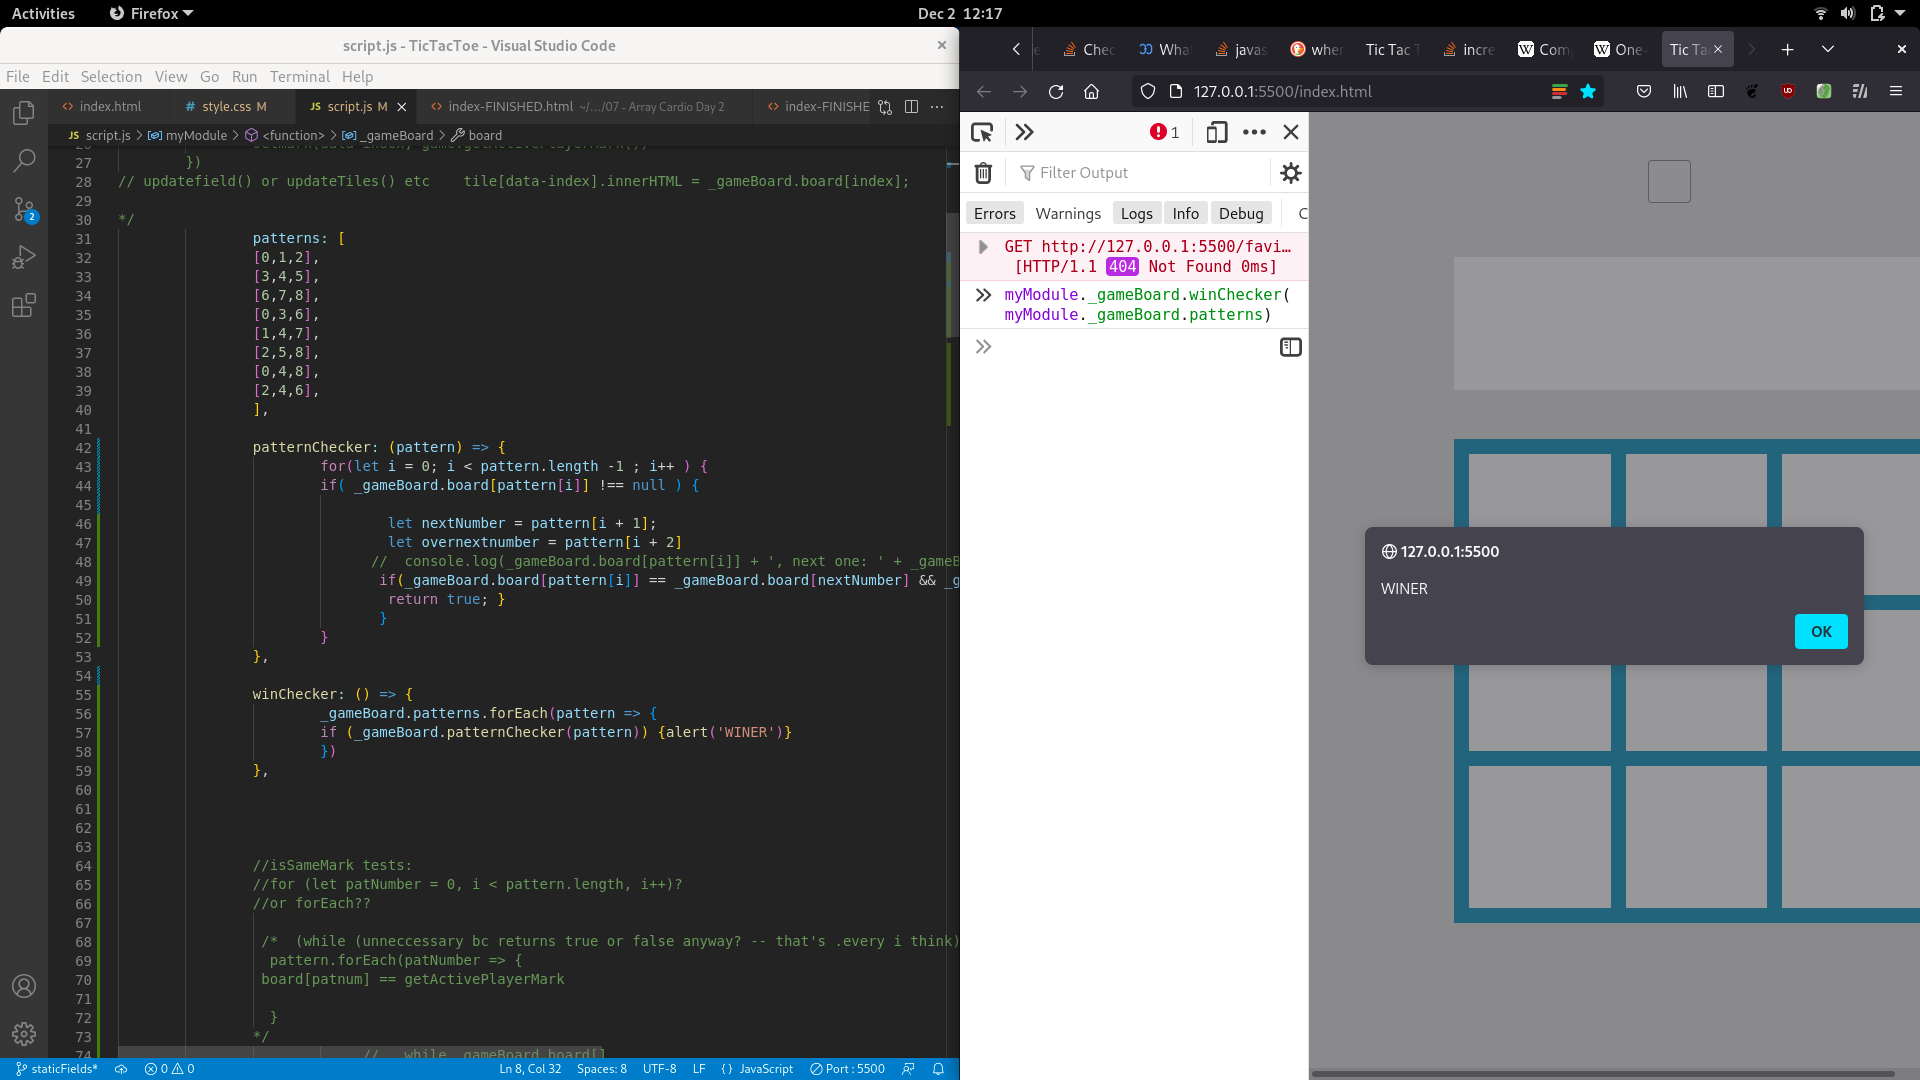 Activities
Firefox
Dec 2 12:17
script.js - TicTacToe - Visual Studio Code
File Edit Selection View Go Run Terminal Help
index.html
style.css M
script.js M
index-FINISHED.html ~/.../07 - Array Cardio Day 2
index-FINISHE
script.js > myModule > <function> > _gameBoard > board
27 })
28 // updatefield() or updateTiles() etc    tile[data-index].innerHTML = _gameBoard.board[index];
29
30 */
31 patterns: [
32 [0,1,2],
33 [3,4,5],
34 [6,7,8],
35 [0,3,6],
36 [1,4,7],
37 [2,5,8],
38 [0,4,8],
39 [2,4,6],
40 ],
41
42 patternChecker: (pattern) => {
43 for(let i = 0; i < pattern.length -1 ; i++ ) {
44 if( _gameBoard.board[pattern[i]] !== null ) {
45
46 let nextNumber = pattern[i + 1];
47 let overnextnumber = pattern[i + 2]
48 //  console.log(_gameBoard.board[pattern[i]] + ', next one: ' + _gameB
49 if(_gameBoard.board[pattern[i]] == _gameBoard.board[nextNumber] && _g
50 return true; }
51 }
52 }
53 },
54
55 winChecker: () => {
56 _gameBoard.patterns.forEach(pattern => {
57 if (_gameBoard.patternChecker(pattern)) {alert('WINER')}
58 })
59 },
60
61
62
63
64 //isSameMark tests:
65 //for (let patNumber = 0, i < pattern.length, i++)?
66 //or forEach??
67
68 /*  (while (unneccessary bc returns true or false anyway? -- that's .every i think)
69 pattern.forEach(patNumber => {
70 board[patnum] == getActivePlayerMark
71
72 }
73 */
74 //   while _gameBoard.board[]
2
staticFields*
0 0
Ln 8, Col 32
Spaces: 8
UTF-8
LF
{ } JavaScript
Port : 5500
Chec
Wha
javas
wher
Tic Tac T
incre
Com
One-
Tic Ta
127.0.0.1:5500/index.html
1
Filter Output
Errors Warnings Logs Info Debug C
GET http://127.0.0.1:5500/favi…
[HTTP/1.1 404 Not Found 0ms]
myModule._gameBoard.winChecker(
myModule._gameBoard.patterns)
127.0.0.1:5500
WINER
OK